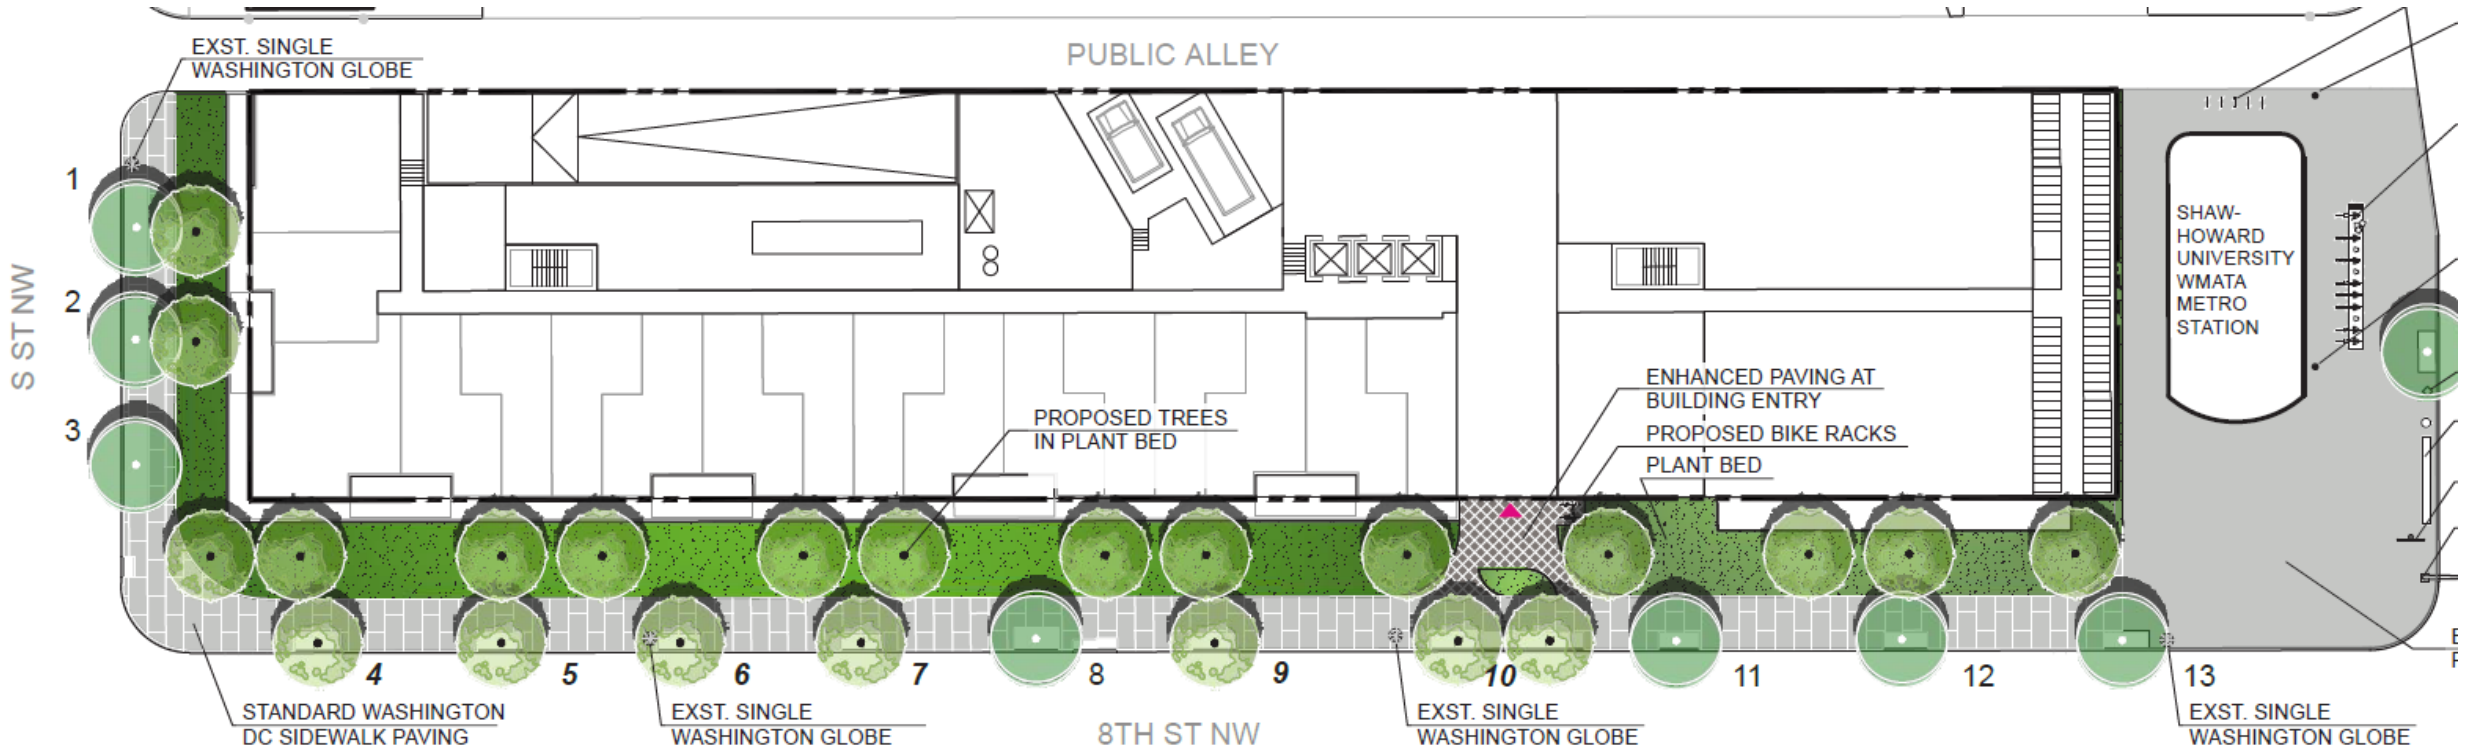 EXST. SINGLE
WASHINGTON GLOBE
PUBLIC ALLEY
1
2
3
S ST NW
SHAW-
HOWARD
UNIVERSITY
WMATA
METRO
STATION
ENHANCED PAVING AT
BUILDING ENTRY
PROPOSED BIKE RACKS
PLANT BED
PROPOSED TREES
IN PLANT BED
4
5
6
7
8
9
10
11
12
13
STANDARD WASHINGTON
DC SIDEWALK PAVING
EXST. SINGLE
WASHINGTON GLOBE
8TH ST NW
EXST. SINGLE
WASHINGTON GLOBE
EXST. SINGLE
WASHINGTON GLOBE